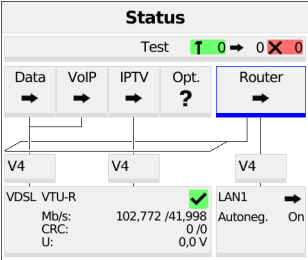 Status
Test 0 0 0
Data VoIP IPTV Opt. Router
?
V4 V4 V4
VDSL VTU-R
Mb/s: 102,772 /41,998
CRC: 0 /0
U: 0,0 V
LAN1
Autoneg. On